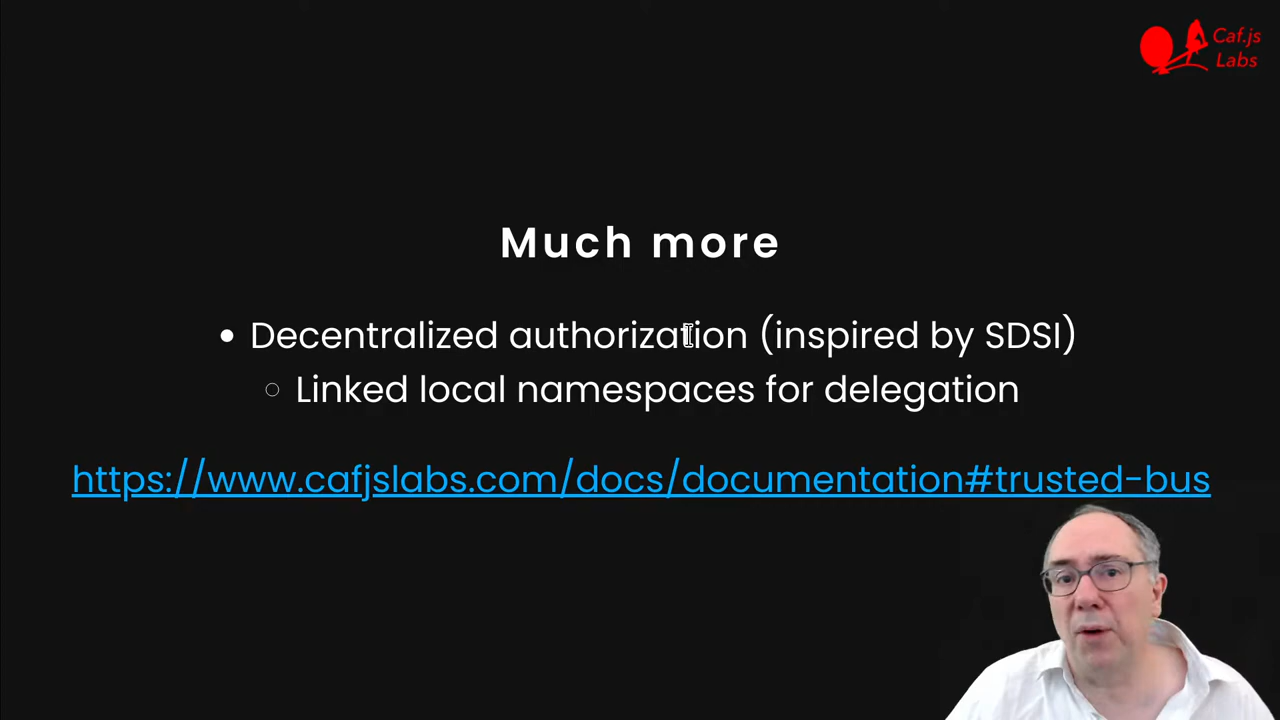 Caf.js
Labs
Much more
Decentralized authorization (inspired by SDSI)
Linked local namespaces for delegation
https://www.cafjslabs.com/docs/documentation#trusted-bus